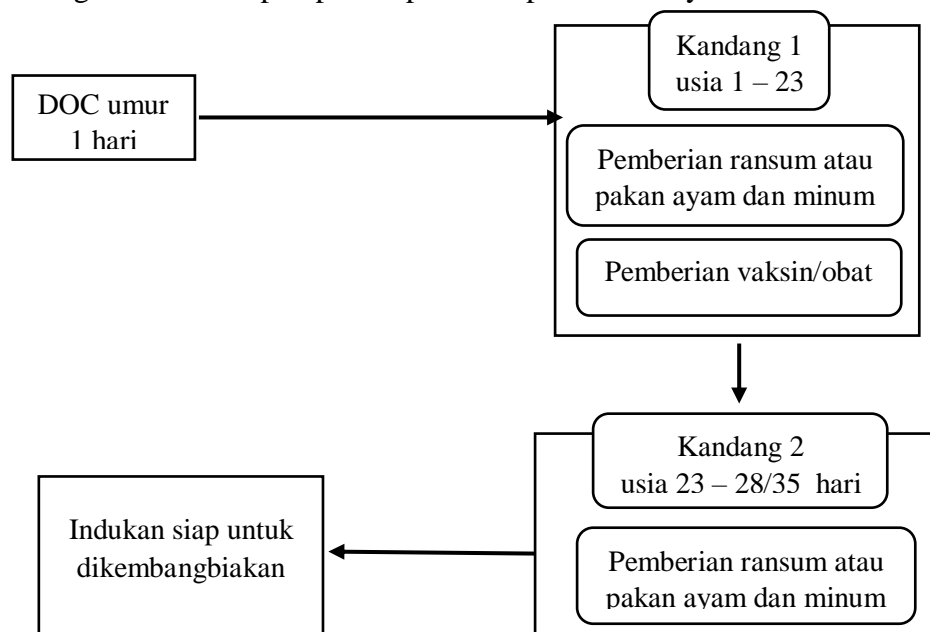 Kandang 1
usia 1 – 23
DOC umur
1 hari
Pemberian ransum atau
pakan ayam dan minum
Pemberian vaksin/obat
Kandang 2
usia 23 – 28/35 hari
Indukan siap untuk
dikembangbiakan
Pemberian ransum atau
pakan ayam dan minum